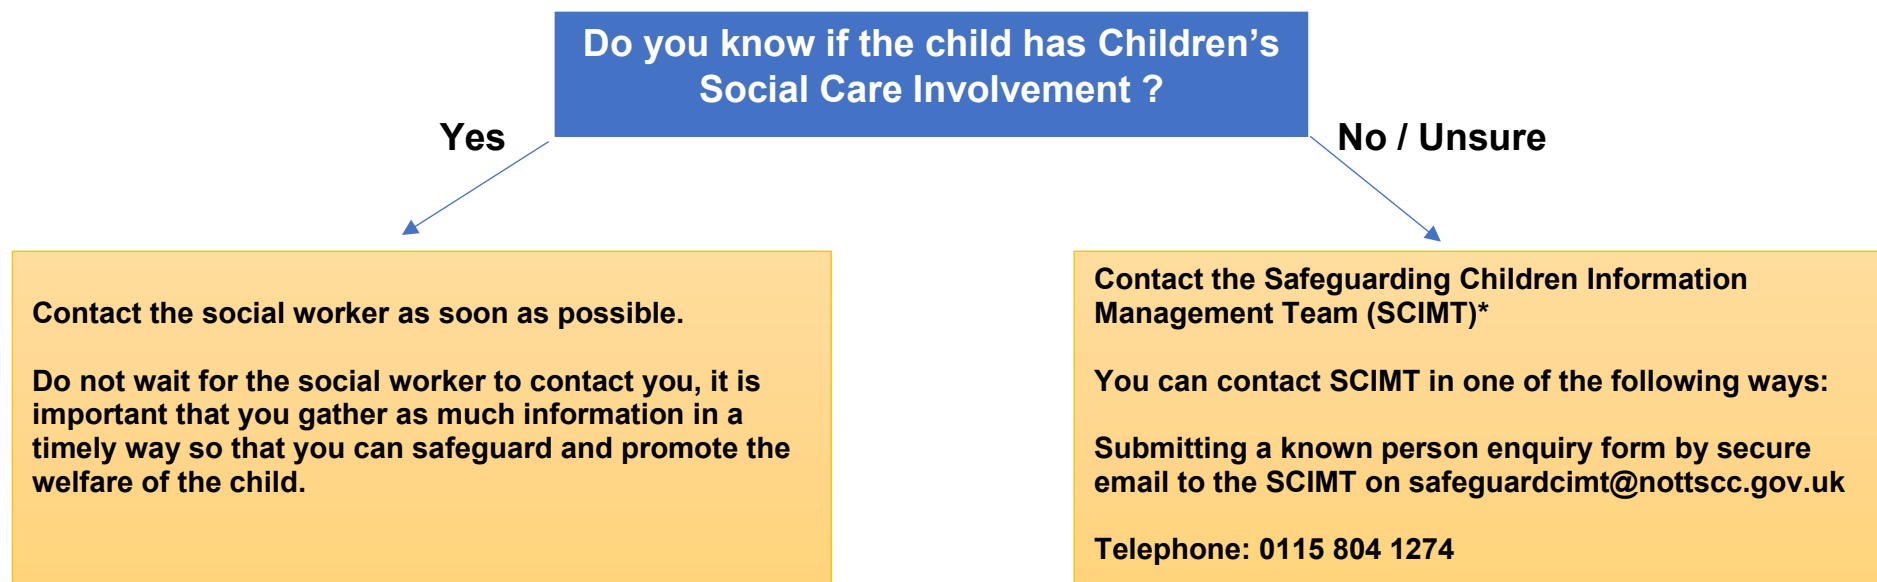 Do you know if the child has Children’s
Social Care Involvement ?
Yes
No / Unsure
Contact the social worker as soon as possible.
Do not wait for the social worker to contact you, it is
important that you gather as much information in a
timely way so that you can safeguard and promote the
welfare of the child.
Contact the Safeguarding Children Information
Management Team (SCIMT)*
You can contact SCIMT in one of the following ways:
Submitting a known person enquiry form by secure
email to the SCIMT on safeguardcimt@nottscc.gov.uk
Telephone: 0115 804 1274